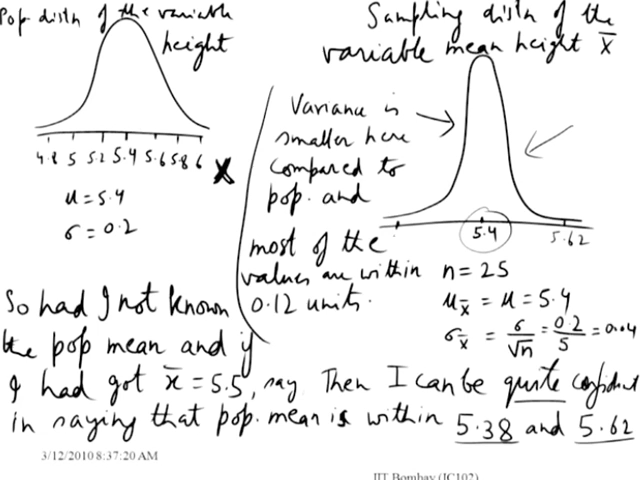 Pop distn of the variable
height
4.8 5 5.2 5.4 5.6 5.8 6 X
μ = 5.4
σ = 0.2
Sampling distn of the
variable mean height x̄
Variance is
smaller here
compared to
pop. and
most of the
values are within
0.12 units.
5.4 5.62
n = 25
μx̄ = μ = 5.4
σx̄ = σ/√n = 0.2/5 = 0.04
So had I not known
the pop mean and if
I had got x̄ = 5.5, say. Then I can be quite confident
in saying that pop. mean is within 5.38 and 5.62
3/12/2010 8:37:20 AM
IIT Bombay (IC102)